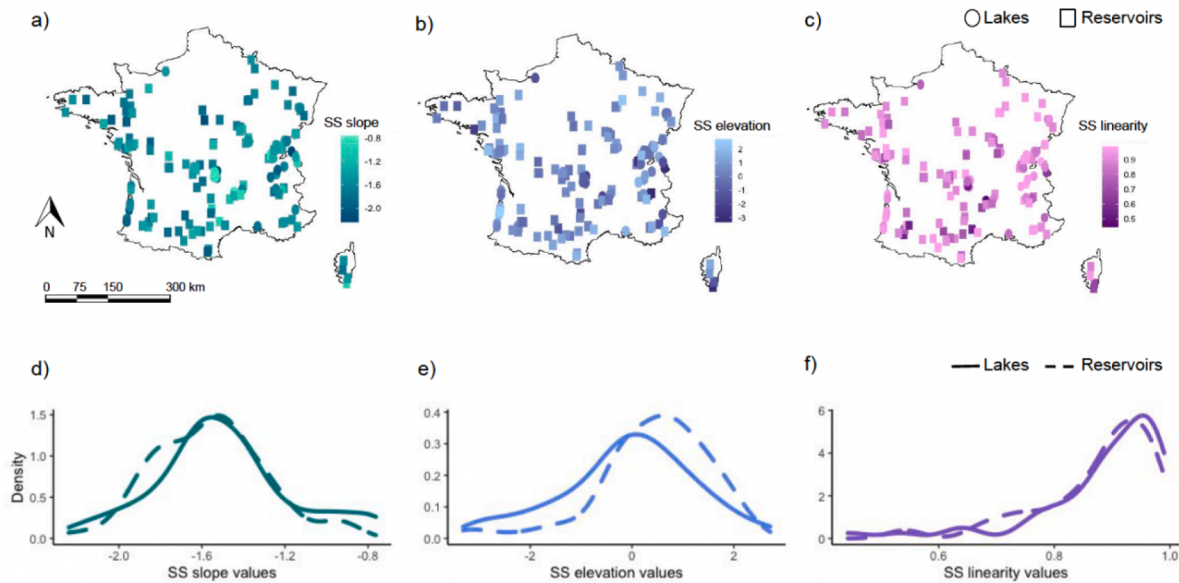 a)
b)
c)
Lakes
Reservoirs
SS slope
-0.8
-1.2
-1.6
-2.0
SS elevation
2
1
0
-1
-2
-3
SS linearity
0.9
0.8
0.7
0.6
0.5
N
0 75 150 300 km
d)
e)
f)
Lakes
Reservoirs
Density
1.5
1.0
0.5
0.0
-2.0 -1.6 -1.2 -0.8
SS slope values
0.4
0.3
0.2
0.1
0.0
-2 0 2
SS elevation values
6
4
2
0
0.6 0.8 1.0
SS linearity values